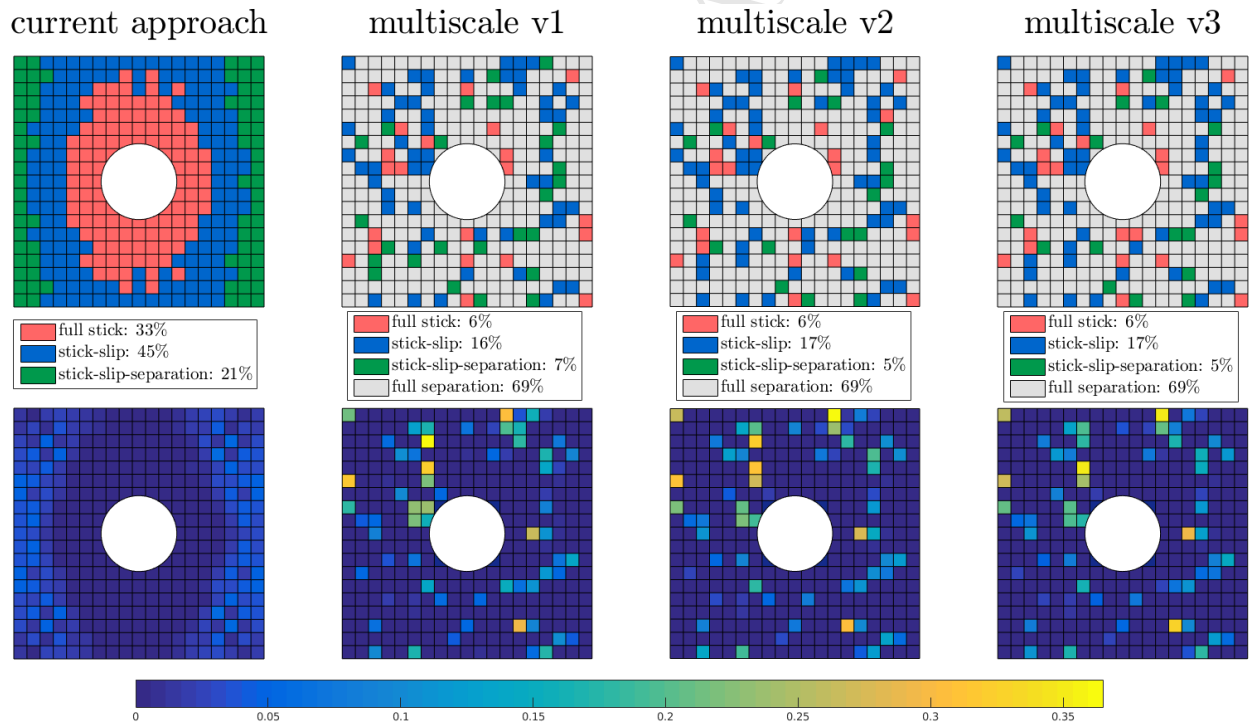 current approach
multiscale v1
multiscale v2
multiscale v3
full stick: 33%
stick-slip: 45%
stick-slip-separation: 21%
full stick: 6%
stick-slip: 16%
stick-slip-separation: 7%
full separation: 69%
full stick: 6%
stick-slip: 17%
stick-slip-separation: 5%
full separation: 69%
full stick: 6%
stick-slip: 17%
stick-slip-separation: 5%
full separation: 69%
0 0.05 0.1 0.15 0.2 0.25 0.3 0.35